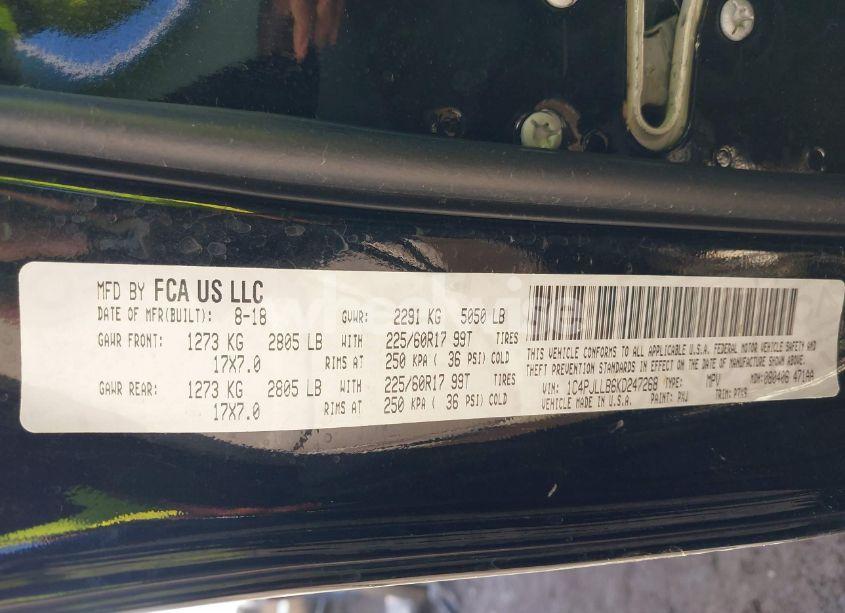 MFD BY FCA US LLC
DATE OF MFR(BUILT): 8-18 GVWR: 2291 KG 5050 LB
GAWR FRONT: 1273 KG 2805 LB WITH 225/60R17 99T TIRES
17X7.0 RIMS AT 250 KPA ( 36 PSI) COLD
GAWR REAR: 1273 KG 2805 LB WITH 225/60R17 99T TIRES
17X7.0 RIMS AT 250 KPA ( 36 PSI) COLD
THIS VEHICLE CONFORMS TO ALL APPLICABLE U.S.A. FEDERAL MOTOR VEHICLE SAFETY AND
THEFT PREVENTION STANDARDS IN EFFECT ON THE DATE OF MANUFACTURE SHOWN ABOVE.
VIN: 1C4PJLLB6KD247268 TYPE: MPV MDH: 080406 471AA
VEHICLE MADE IN U.S.A. PAINT: PXJ TRIM: